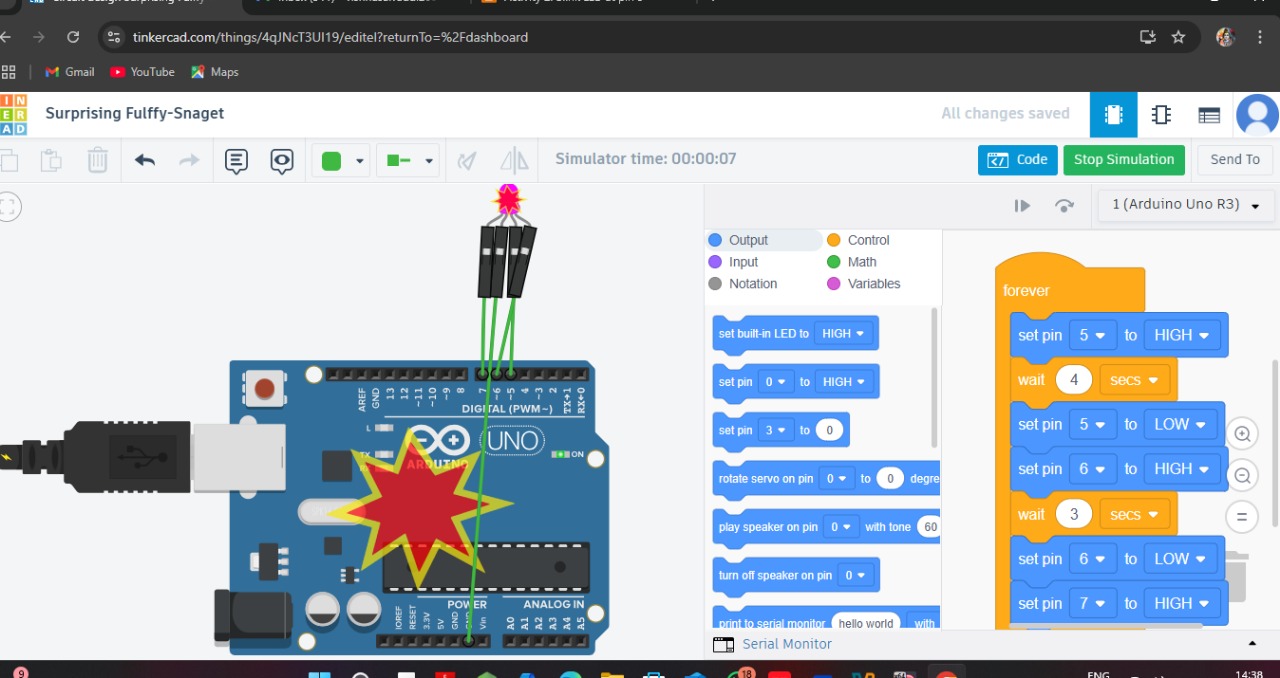 tinkercad.com/things/4qJNcT3Ul19/editel?returnTo=%2Fdashboard
Gmail YouTube Maps
Surprising Fulffy-Snaget
All changes saved
Simulator time: 00:00:07
Code
Stop Simulation
Send To
1 (Arduino Uno R3)
Output Control
Input Math
Notation Variables
set built-in LED to HIGH
set pin 0 to HIGH
set pin 3 to 0
rotate servo on pin 0 to 0 degre
play speaker on pin 0 with tone 60
turn off speaker on pin 0
print to serial monitor hello world with
Serial Monitor
forever
set pin 5 to HIGH
wait 4 secs
set pin 5 to LOW
set pin 6 to HIGH
wait 3 secs
set pin 6 to LOW
set pin 7 to HIGH
AREF
GND
13
12
~11
~10
~9
8
7
~6
~5
4
~3
2
TX→1
RX←0
DIGITAL (PWM~)
L
TX
UNO
ARDUINO
ON
POWER
ANALOG IN
IOREF
RESET
3.3V
5V
GND
Vin
A0
A1
A2
A3
A4
A5
9
18
ENG
14:38